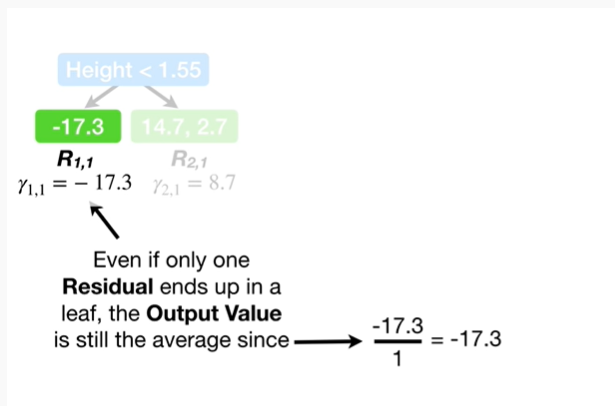 Height < 1.55
-17.3 14.7, 2.7
R1,1 R2,1
γ1,1 = − 17.3 γ2,1 = 8.7
Even if only one
Residual ends up in a
leaf, the Output Value
is still the average since
-17.3
1
= -17.3